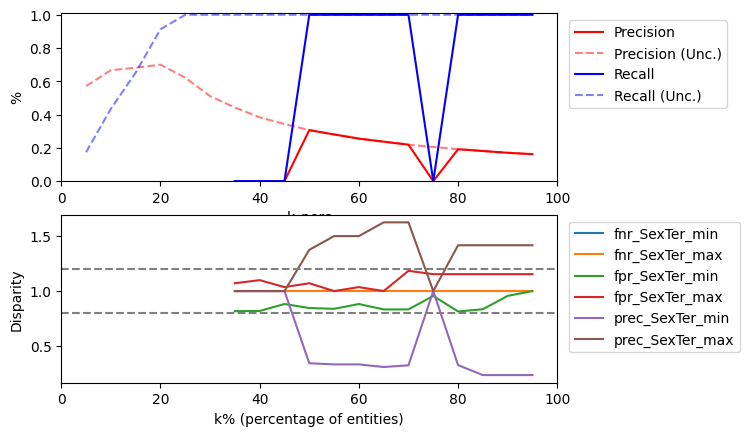 1.0
0.8
0.6
0.4
0.2
0.0
%
0 20 40 60 80 100
Precision
Precision (Unc.)
Recall
Recall (Unc.)
1.5
1.0
0.5
Disparity
0 20 40 60 80 100
k% (percentage of entities)
fnr_SexTer_min
fnr_SexTer_max
fpr_SexTer_min
fpr_SexTer_max
prec_SexTer_min
prec_SexTer_max